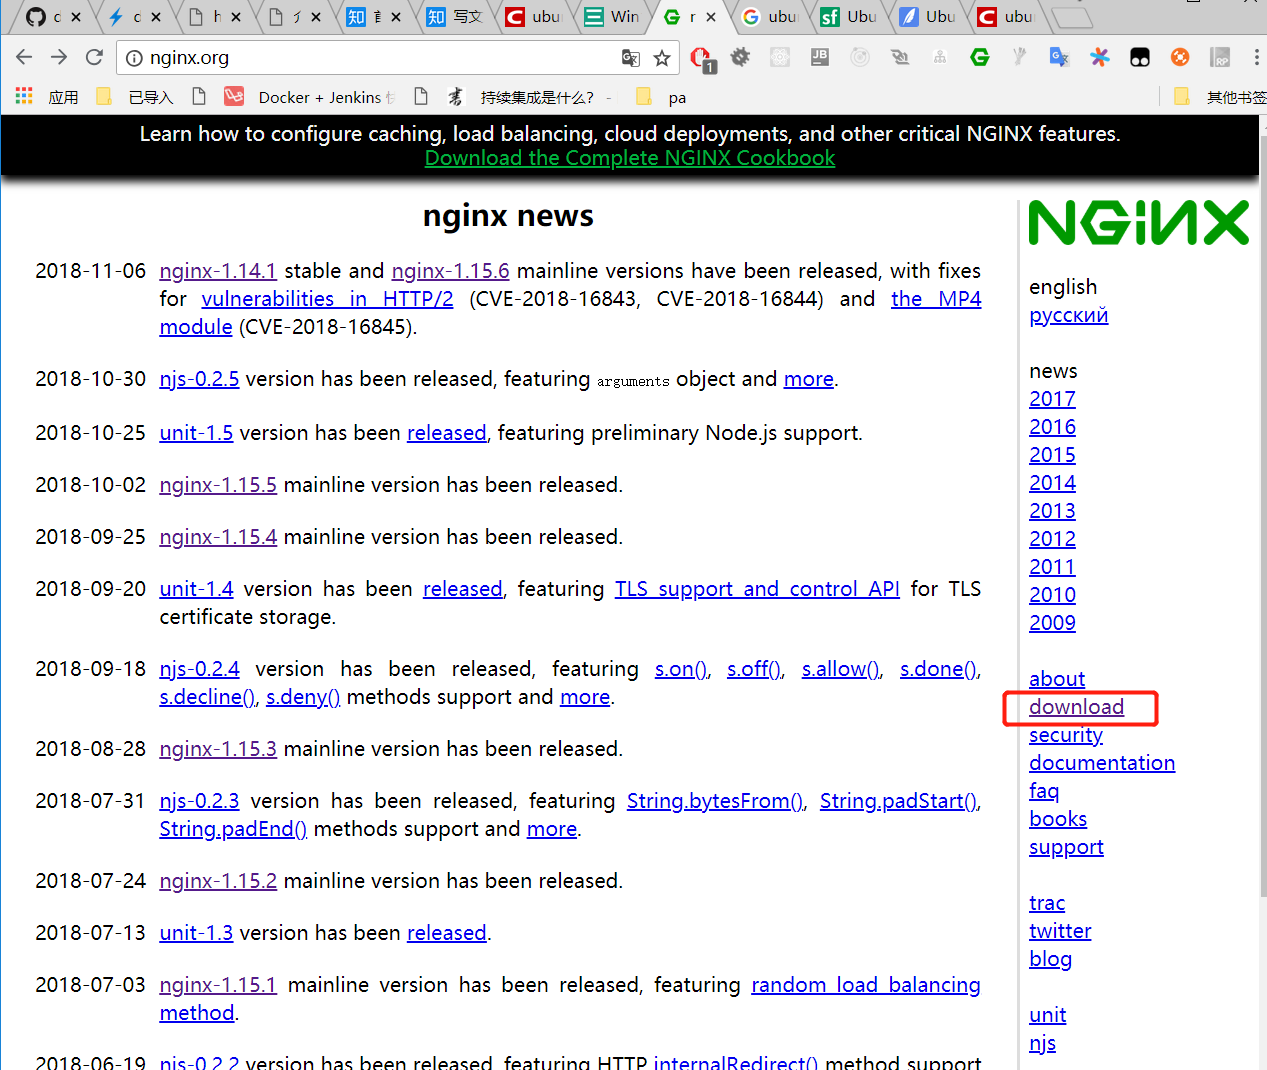 d
d
h
介
知 言
知 写文
C ubu
Win
r
ubu
sf Ubu
Ubu
C ubu
nginx.org
1
JB
RP
应用
已导入
Docker + Jenkins
书
持续集成是什么? -
pa
其他书签
Learn how to configure caching, load balancing, cloud deployments, and other critical NGINX features.
Download the Complete NGINX Cookbook
nginx news
2018-11-06 nginx-1.14.1 stable and nginx-1.15.6 mainline versions have been released, with fixes
for vulnerabilities in HTTP/2 (CVE-2018-16843, CVE-2018-16844) and the MP4
module (CVE-2018-16845).
2018-10-30 njs-0.2.5 version has been released, featuring arguments object and more.
2018-10-25 unit-1.5 version has been released, featuring preliminary Node.js support.
2018-10-02 nginx-1.15.5 mainline version has been released.
2018-09-25 nginx-1.15.4 mainline version has been released.
2018-09-20 unit-1.4 version has been released, featuring TLS support and control API for TLS
certificate storage.
2018-09-18 njs-0.2.4 version has been released, featuring s.on(), s.off(), s.allow(), s.done(),
s.decline(), s.deny() methods support and more.
2018-08-28 nginx-1.15.3 mainline version has been released.
2018-07-31 njs-0.2.3 version has been released, featuring String.bytesFrom(), String.padStart(),
String.padEnd() methods support and more.
2018-07-24 nginx-1.15.2 mainline version has been released.
2018-07-13 unit-1.3 version has been released.
2018-07-03 nginx-1.15.1 mainline version has been released, featuring random load balancing
method.
2018-06-19 njs-0.2.2 version has been released, featuring HTTP internalRedirect() method support
NGINX
english
русский
news
2017
2016
2015
2014
2013
2012
2011
2010
2009
about
download
security
documentation
faq
books
support
trac
twitter
blog
unit
njs